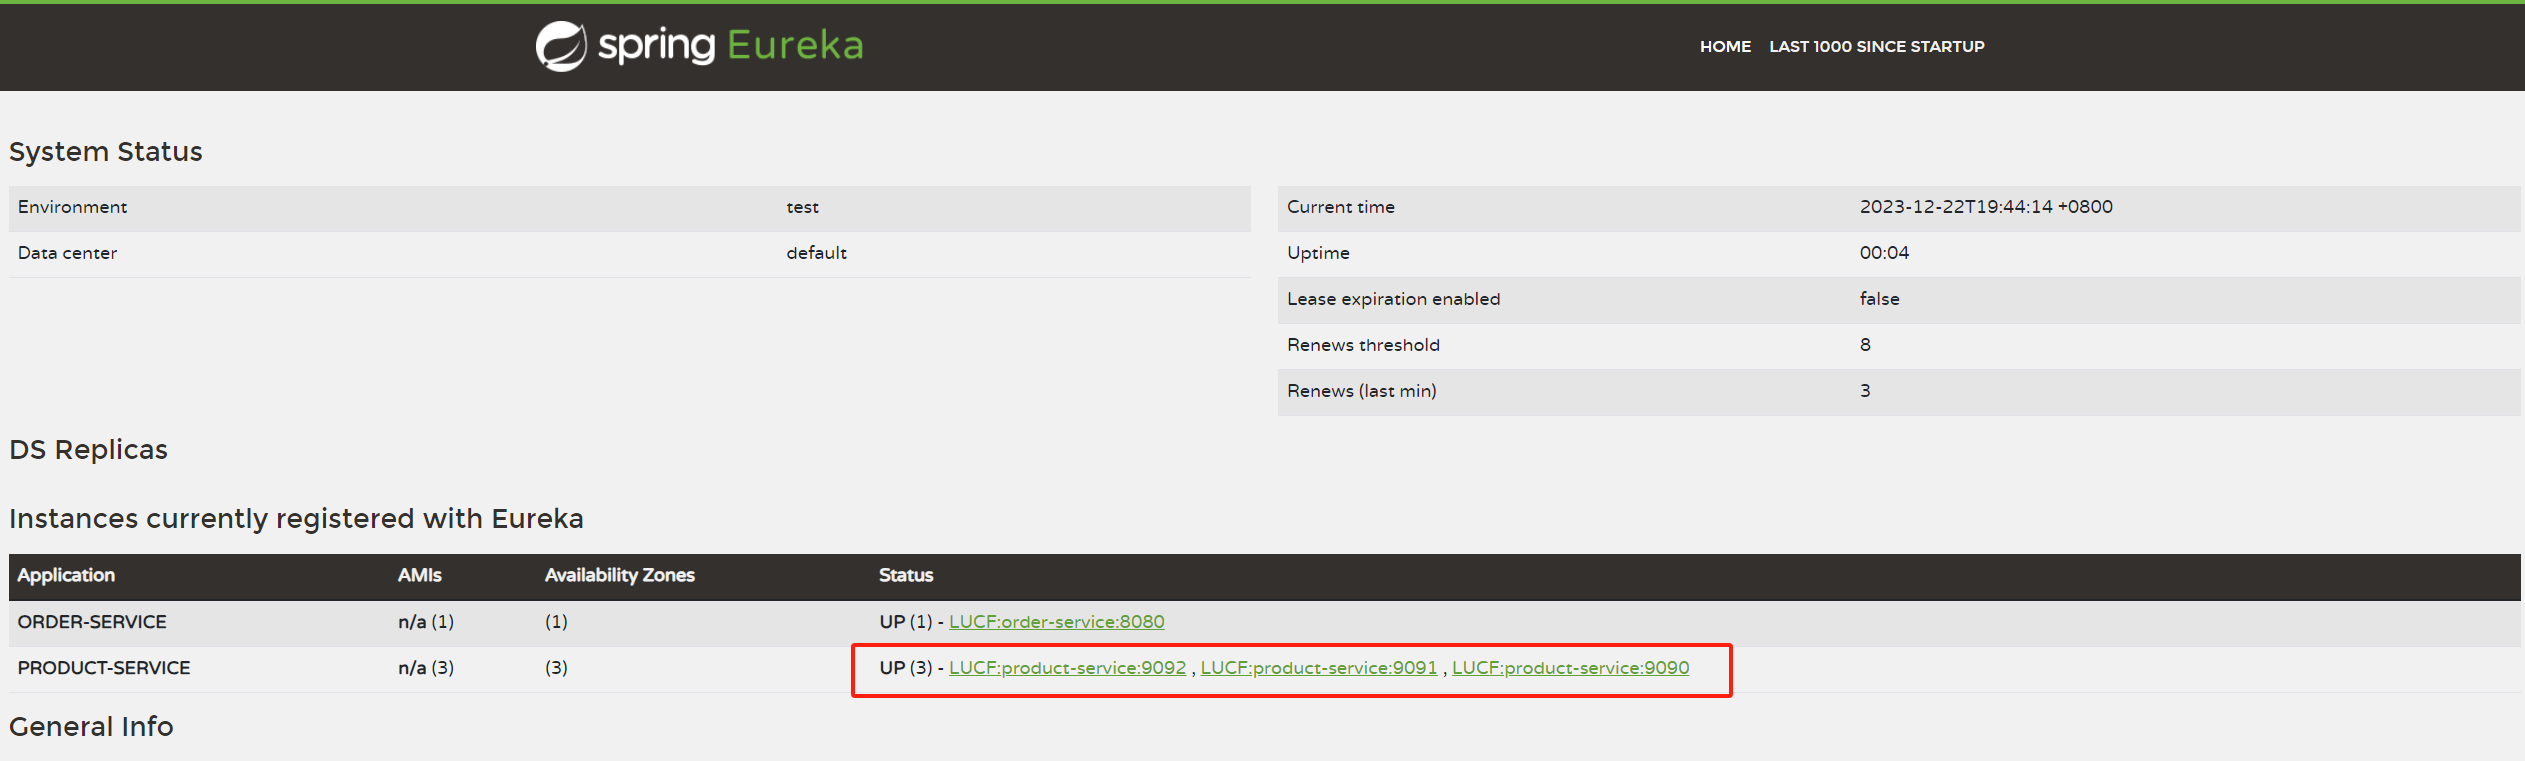 spring Eureka
HOME LAST 1000 SINCE STARTUP
System Status
Environment test
Data center default
Current time 2023-12-22T19:44:14 +0800
Uptime 00:04
Lease expiration enabled false
Renews threshold 8
Renews (last min) 3
DS Replicas
Instances currently registered with Eureka
Application AMIs Availability Zones Status
ORDER-SERVICE n/a (1) (1) UP (1) - LUCF:order-service:8080
PRODUCT-SERVICE n/a (3) (3) UP (3) - LUCF:product-service:9092 , LUCF:product-service:9091 , LUCF:product-service:9090
General Info